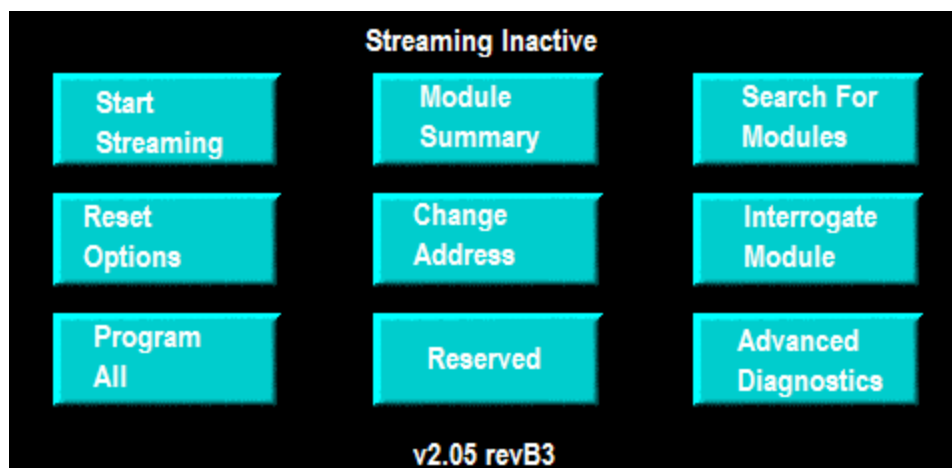 Streaming Inactive
Start
Streaming
Module
Summary
Search For
Modules
Reset
Options
Change
Address
Interrogate
Module
Program
All
Reserved
Advanced
Diagnostics
v2.05 revB3